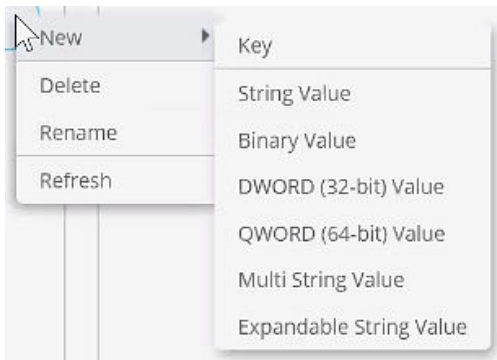 New
Delete
Rename
Refresh
Key
String Value
Binary Value
DWORD (32-bit) Value
QWORD (64-bit) Value
Multi String Value
Expandable String Value